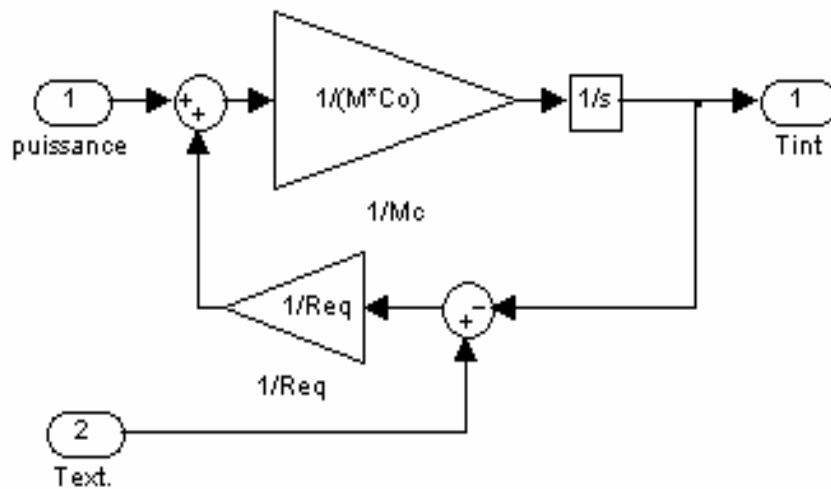 1
puissance
+
+
1/(M*Co)
1/Mc
1/s
1
Tint
1/Req
1/Req
−
+
2
Text.